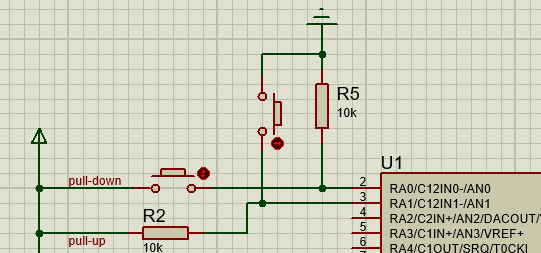 R5
10k
U1
pull-down
2
RA0/C12IN0-/AN0
3
RA1/C12IN1-/AN1
R2
4
RA2/C2IN+/AN2/DACOUT/
5
RA3/C1IN+/AN3/VREF+
pull-up
10k
6
RA4/C1OUT/SRQ/T0CKI